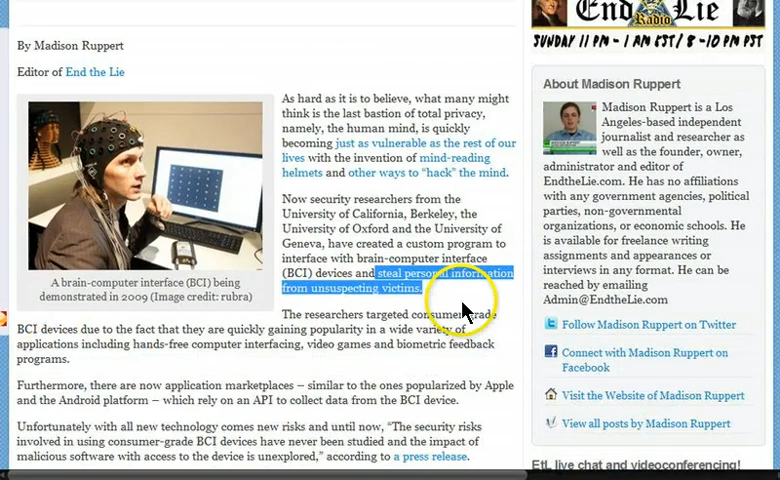 By Madison Ruppert
Editor of End the Lie
As hard as it is to believe, what many might
think is the last bastion of total privacy,
namely, the human mind, is quickly
becoming just as vulnerable as the rest of our
lives with the invention of mind-reading
helmets and other ways to “hack” the mind.
Now security researchers from the
University of California, Berkeley, the
University of Oxford and the University of
Geneva, have created a custom program to
interface with brain-computer interface
(BCI) devices and steal personal information
from unsuspecting victims.
A brain-computer interface (BCI) being
demonstrated in 2009 (Image credit: rubra)
The researchers targeted consumer-grade
BCI devices due to the fact that they are quickly gaining popularity in a wide variety of
applications including hands-free computer interfacing, video games and biometric feedback
programs.
Furthermore, there are now application marketplaces – similar to the ones popularized by Apple
and the Android platform – which rely on an API to collect data from the BCI device.
Unfortunately with all new technology comes new risks and until now, “The security risks
involved in using consumer-grade BCI devices have never been studied and the impact of
malicious software with access to the device is unexplored,” according to a press release.
End Lie
Radio
SUNDAY 11 PM - 1 AM EST/ 8 -10 PM PST
About Madison Ruppert
Madison Ruppert is a Los
Angeles-based independent
journalist and researcher as
well as the founder, owner,
administrator and editor of
EndtheLie.com. He has no affiliations
with any government agencies, political
parties, non-governmental
organizations, or economic schools. He
is available for freelance writing
assignments and appearances or
interviews in any format. He can be
reached by emailing
Admin@EndtheLie.com
Follow Madison Ruppert on Twitter
Connect with Madison Ruppert on
Facebook
Visit the Website of Madison Ruppert
View all posts by Madison Ruppert
EtL live chat and videoconferencing!